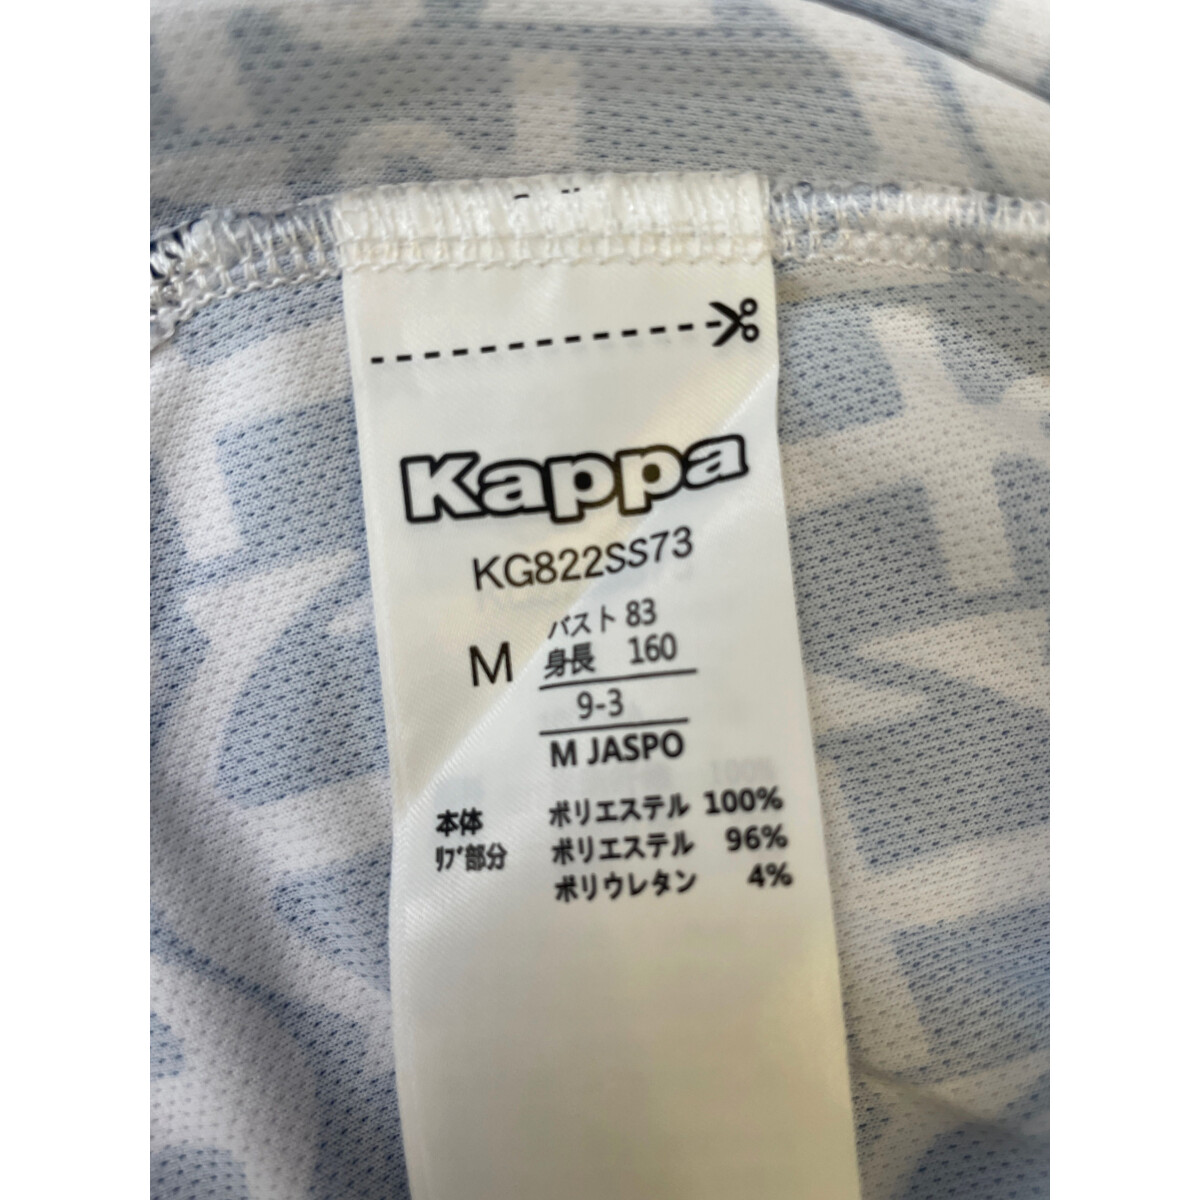 Kappa
KG822SS73
M
バスト 83
身長 160
9-3
M JASPO
本体 ポリエステル 100%
ﾘﾌﾞ部分 ポリエステル 96%
ポリウレタン 4%